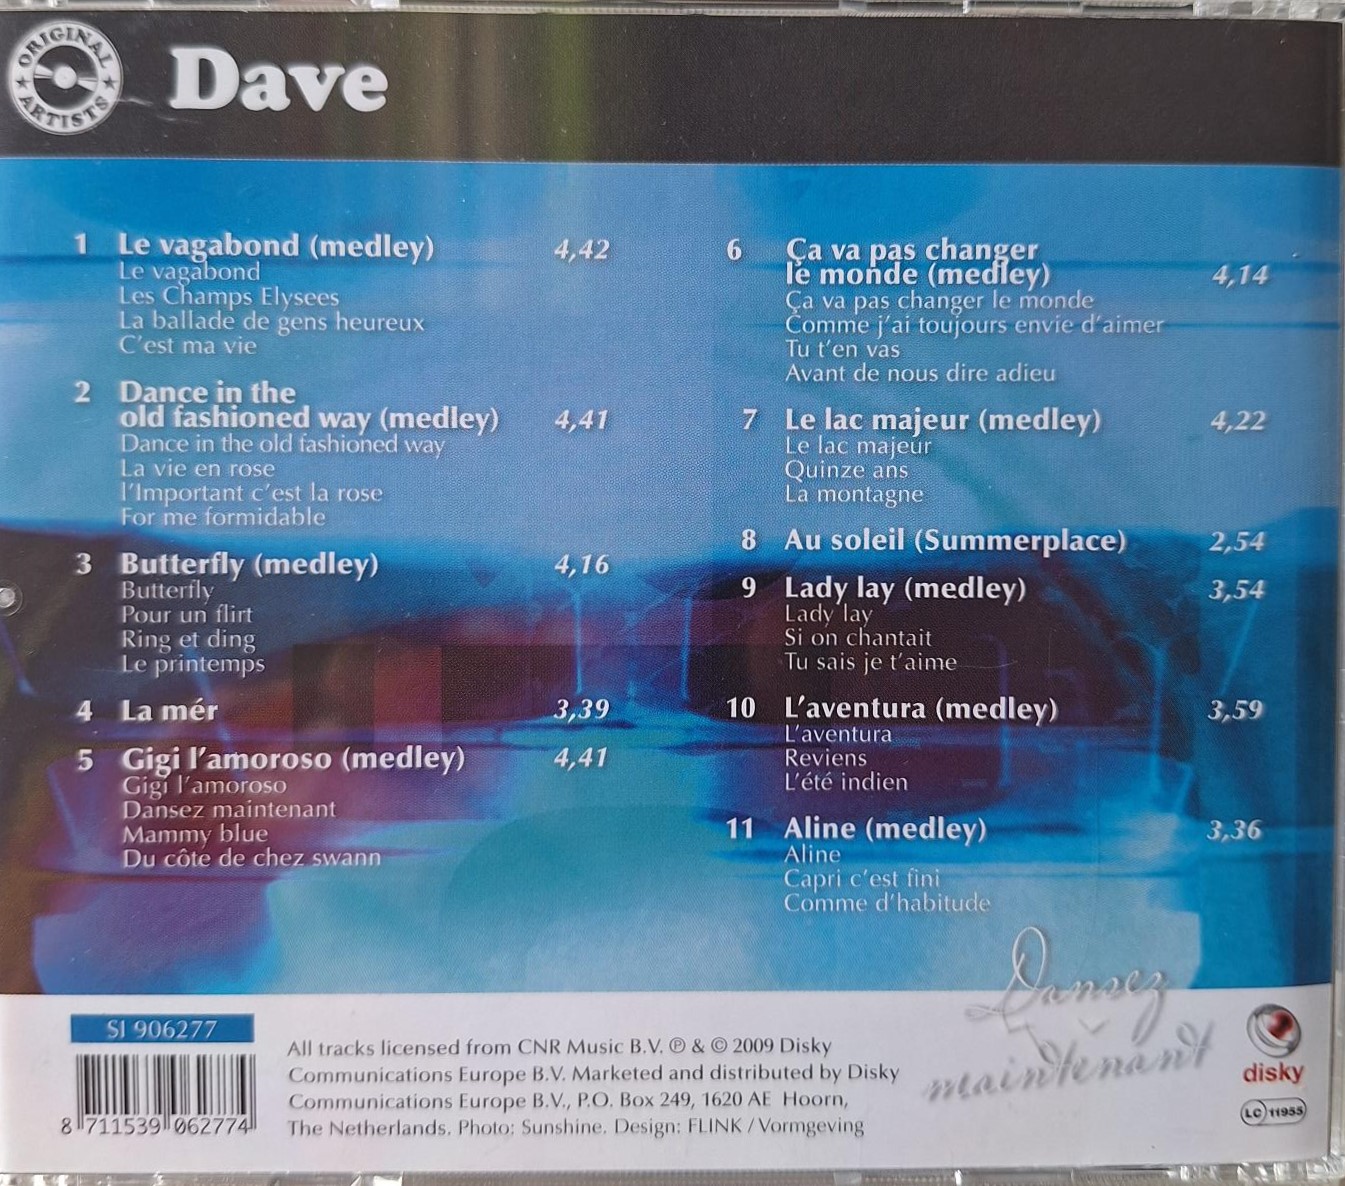 ORIGINAL ARTISTS
Dave
1 Le vagabond (medley) 4,42
Le vagabond
Les Champs Elysees
La ballade de gens heureux
C'est ma vie
2 Dance in the
old fashioned way (medley) 4,41
Dance in the old fashioned way
La vie en rose
l'Important c'est la rose
For me formidable
3 Butterfly (medley) 4,16
Butterfly
Pour un flirt
Ring et ding
Le printemps
4 La mér 3,39
5 Gigi l'amoroso (medley) 4,41
Gigi l'amoroso
Dansez maintenant
Mammy blue
Du côte de chez swann
6 Ça va pas changer
le monde (medley) 4,14
Ça va pas changer le monde
Comme j'ai toujours envie d'aimer
Tu t'en vas
Avant de nous dire adieu
7 Le lac majeur (medley) 4,22
Le lac majeur
Quinze ans
La montagne
8 Au soleil (Summerplace) 2,54
9 Lady lay (medley) 3,54
Lady lay
Si on chantait
Tu sais je t'aime
10 L'aventura (medley) 3,59
L'aventura
Reviens
L'été indien
11 Aline (medley) 3,36
Aline
Capri c'est fini
Comme d'habitude
Dansez
maintenant
SI 906277
8 711539 062774
All tracks licensed from CNR Music B.V. ℗ & © 2009 Disky
Communications Europe B.V. Marketed and distributed by Disky
Communications Europe B.V., P.O. Box 249, 1620 AE Hoorn,
The Netherlands. Photo: Sunshine. Design: FLINK / Vormgeving
disky
LC 11955